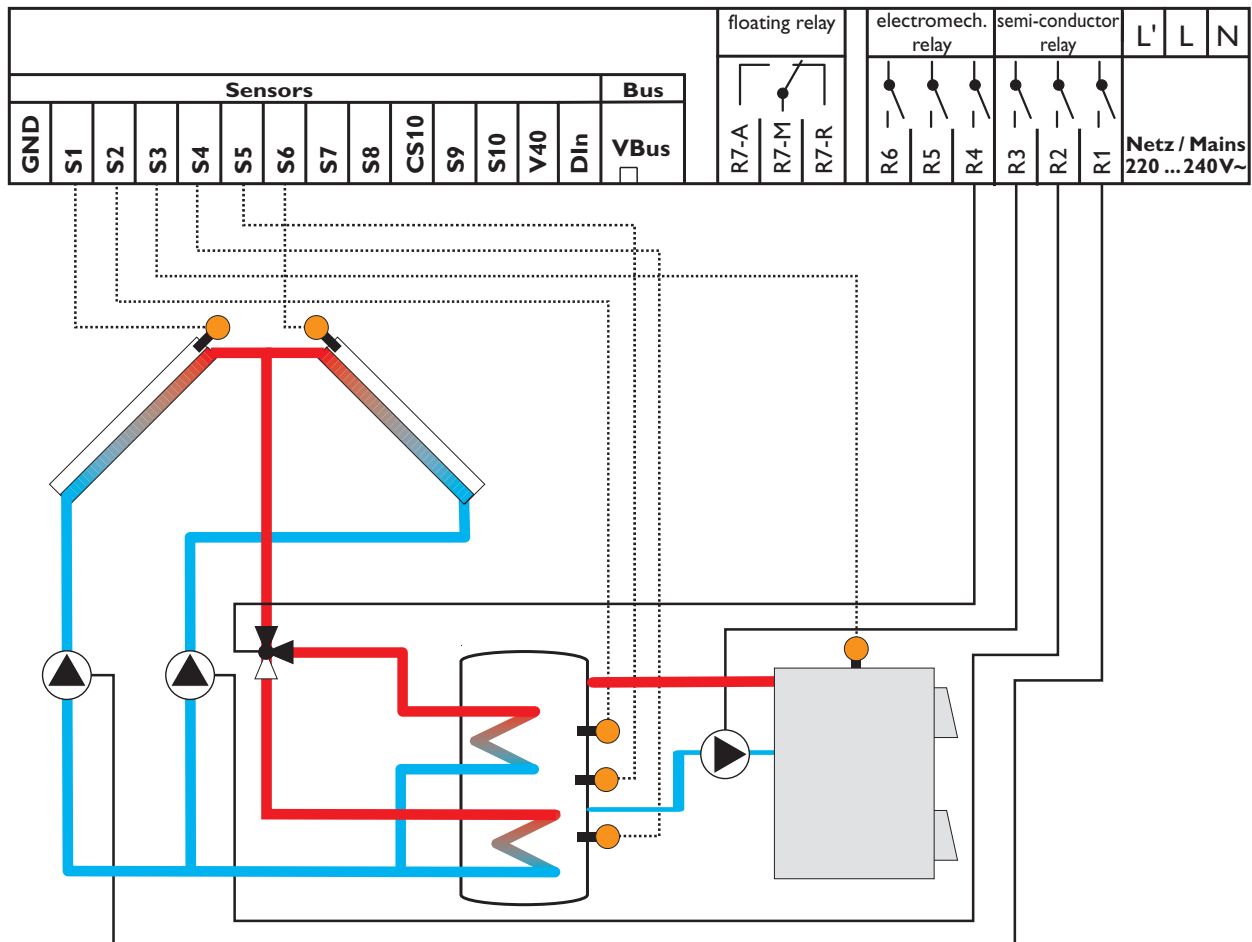 floating relay
electromech.
relay
semi-conductor
relay
L'
L
N
Sensors
Bus
GND
S1
S2
S3
S4
S5
S6
S7
S8
CS10
S9
S10
V40
DIn
VBus
R7-A
R7-M
R7-R
R6
R5
R4
R3
R2
R1
Netz / Mains
220 ... 240V~